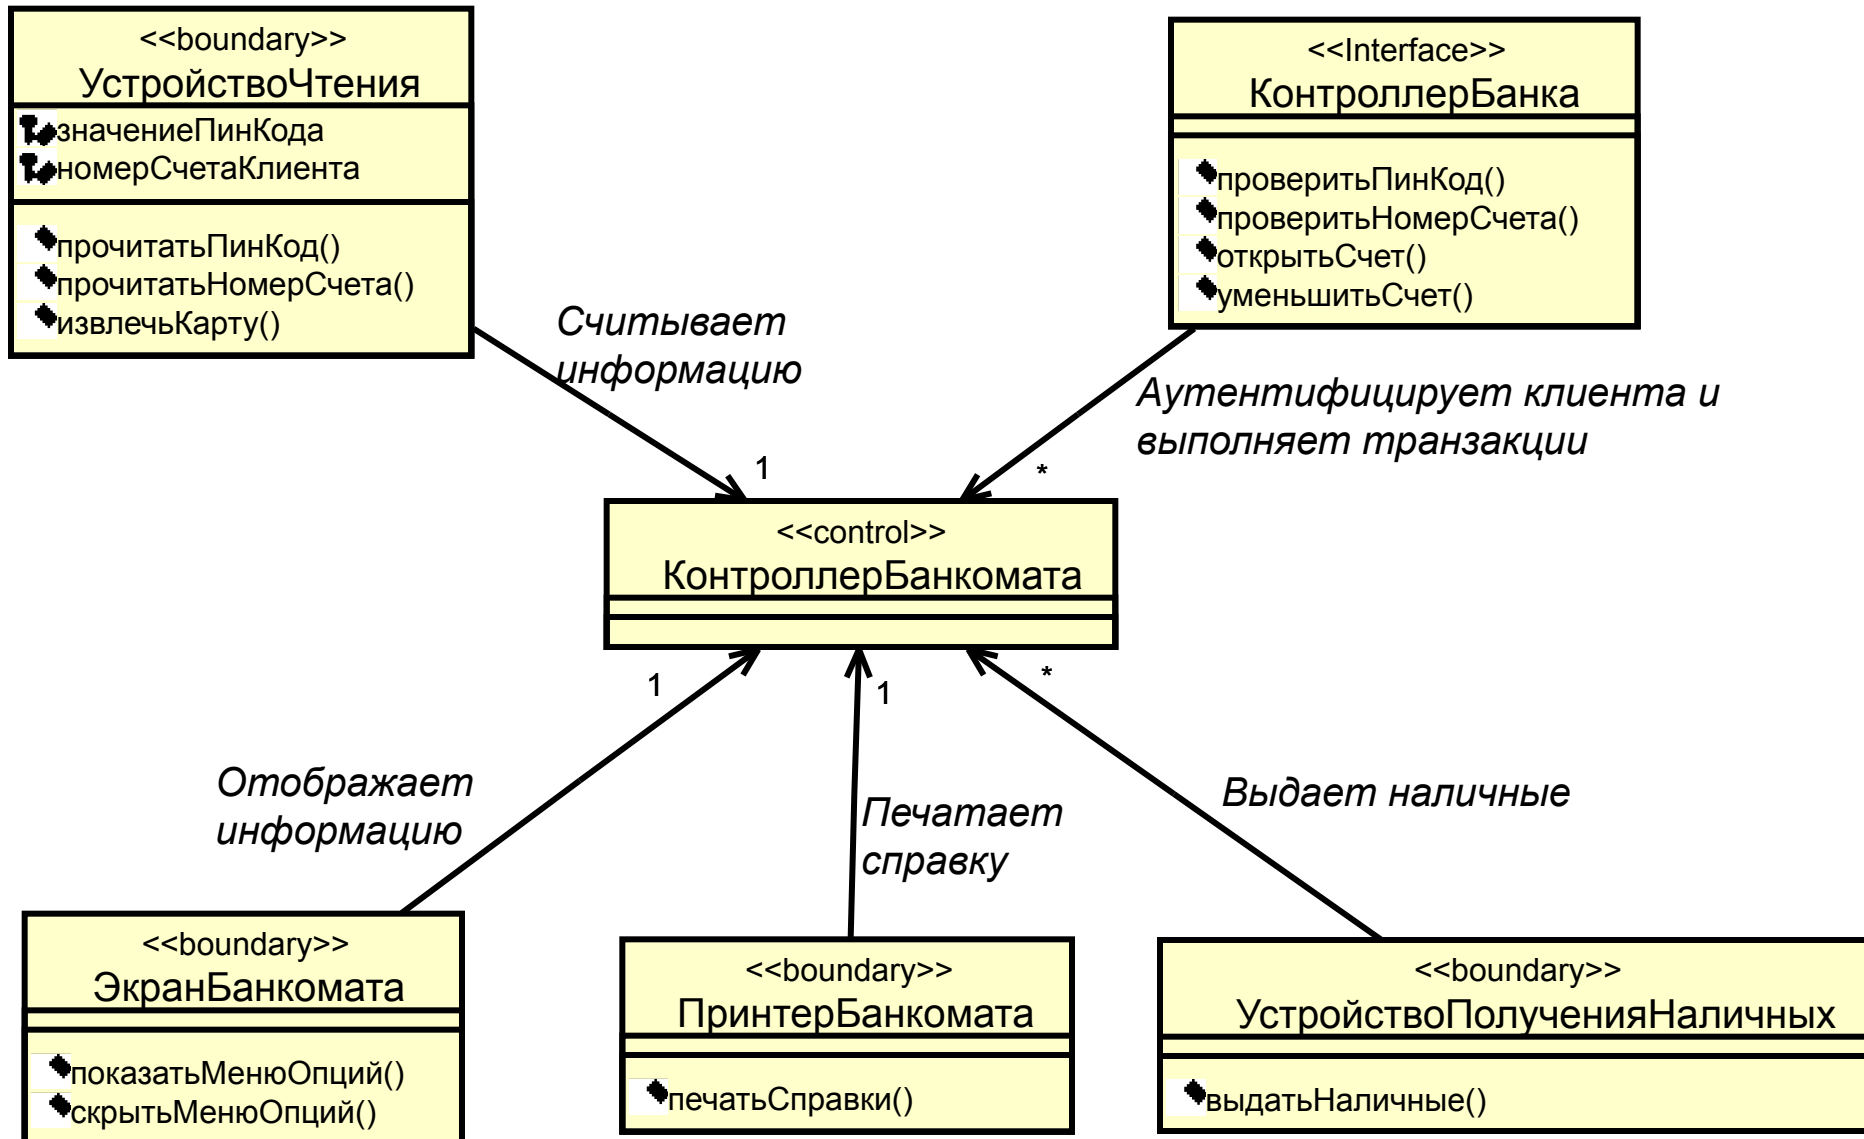 <<boundary>>
УстройствоЧтения
значениеПинКода
номерСчетаКлиента
прочитатьПинКод()
прочитатьНомерСчета()
извлечьКарту()
<<Interface>>
КонтроллерБанка
проверитьПинКод()
проверитьНомерСчета()
открытьСчет()
уменьшитьСчет()
Считывает
информацию
1
Аутентифицирует клиента и
выполняет транзакции
*
<<control>>
КонтроллерБанкомата
1
1
*
Отображает
информацию
Печатает
справку
Выдает наличные
<<boundary>>
ЭкранБанкомата
показатьМенюОпций()
скрытьМенюОпций()
<<boundary>>
ПринтерБанкомата
печатьСправки()
<<boundary>>
УстройствоПолученияНаличных
выдатьНаличные()